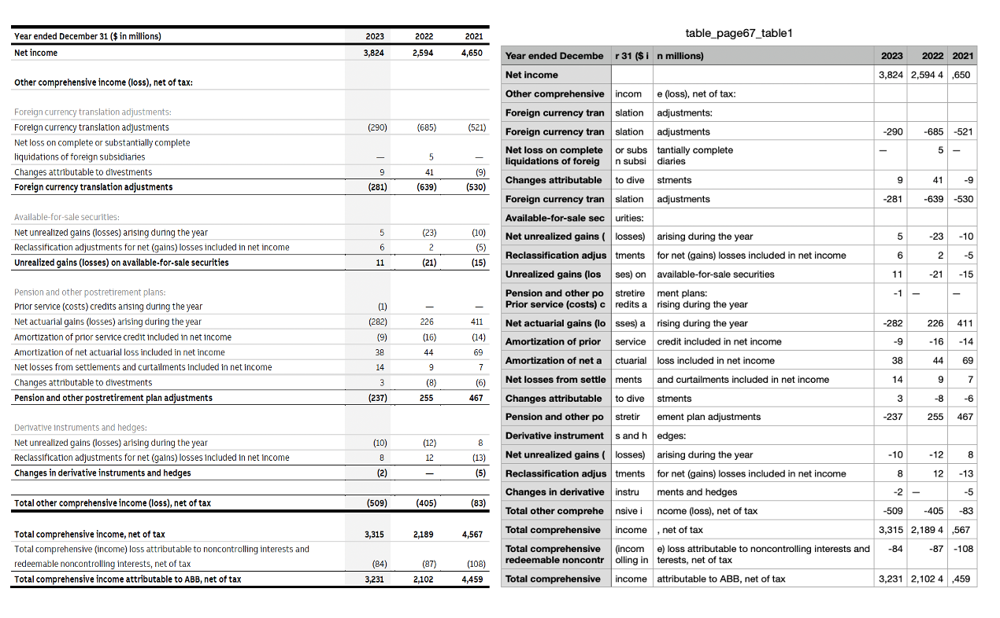 Year ended December 31 ($ in millions) 2023 2022 2021
Net income 3,824 2,594 4,650
Other comprehensive income (loss), net of tax:
Foreign currency translation adjustments:
Foreign currency translation adjustments (290) (685) (521)
Net loss on complete or substantially complete
liquidations of foreign subsidiaries — 5 —
Changes attributable to divestments 9 41 (9)
Foreign currency translation adjustments (281) (639) (530)
Available-for-sale securities:
Net unrealized gains (losses) arising during the year 5 (23) (10)
Reclassification adjustments for net (gains) losses included in net income 6 2 (5)
Unrealized gains (losses) on available-for-sale securities 11 (21) (15)
Pension and other postretirement plans:
Prior service (costs) credits arising during the year (1) — —
Net actuarial gains (losses) arising during the year (282) 226 411
Amortization of prior service credit included in net income (9) (16) (14)
Amortization of net actuarial loss included in net income 38 44 69
Net losses from settlements and curtailments included in net income 14 9 7
Changes attributable to divestments 3 (8) (6)
Pension and other postretirement plan adjustments (237) 255 467
Derivative instruments and hedges:
Net unrealized gains (losses) arising during the year (10) (12) 8
Reclassification adjustments for net (gains) losses included in net income 8 12 (13)
Changes in derivative instruments and hedges (2) — (5)
Total other comprehensive income (loss), net of tax (509) (405) (83)
Total comprehensive income, net of tax 3,315 2,189 4,567
Total comprehensive (income) loss attributable to noncontrolling interests and
redeemable noncontrolling interests, net of tax (84) (87) (108)
Total comprehensive income attributable to ABB, net of tax 3,231 2,102 4,459
table_page67_table1
Year ended Decembe r 31 ($ i n millions) 2023 2022 2021
Net income 3,824 2,594 4 ,650
Other comprehensive incom e (loss), net of tax:
Foreign currency tran slation adjustments:
Foreign currency tran slation adjustments -290 -685 -521
Net loss on complete or subs tantially complete — 5 —
liquidations of foreig n subsi diaries
Changes attributable to dive stments 9 41 -9
Foreign currency tran slation adjustments -281 -639 -530
Available-for-sale sec urities:
Net unrealized gains ( losses) arising during the year 5 -23 -10
Reclassification adjus tments for net (gains) losses included in net income 6 2 -5
Unrealized gains (los ses) on available-for-sale securities 11 -21 -15
Pension and other po stretire ment plans: -1 — —
Prior service (costs) c redits a rising during the year
Net actuarial gains (lo sses) a rising during the year -282 226 411
Amortization of prior service credit included in net income -9 -16 -14
Amortization of net a ctuarial loss included in net income 38 44 69
Net losses from settle ments and curtailments included in net income 14 9 7
Changes attributable to dive stments 3 -8 -6
Pension and other po stretir ement plan adjustments -237 255 467
Derivative instrument s and h edges:
Net unrealized gains ( losses) arising during the year -10 -12 8
Reclassification adjus tments for net (gains) losses included in net income 8 12 -13
Changes in derivative instru ments and hedges -2 — -5
Total other comprehe nsive i ncome (loss), net of tax -509 -405 -83
Total comprehensive income , net of tax 3,315 2,189 4 ,567
Total comprehensive (incom e) loss attributable to noncontrolling interests and -84 -87 -108
redeemable noncontr olling in terests, net of tax
Total comprehensive income attributable to ABB, net of tax 3,231 2,102 4 ,459